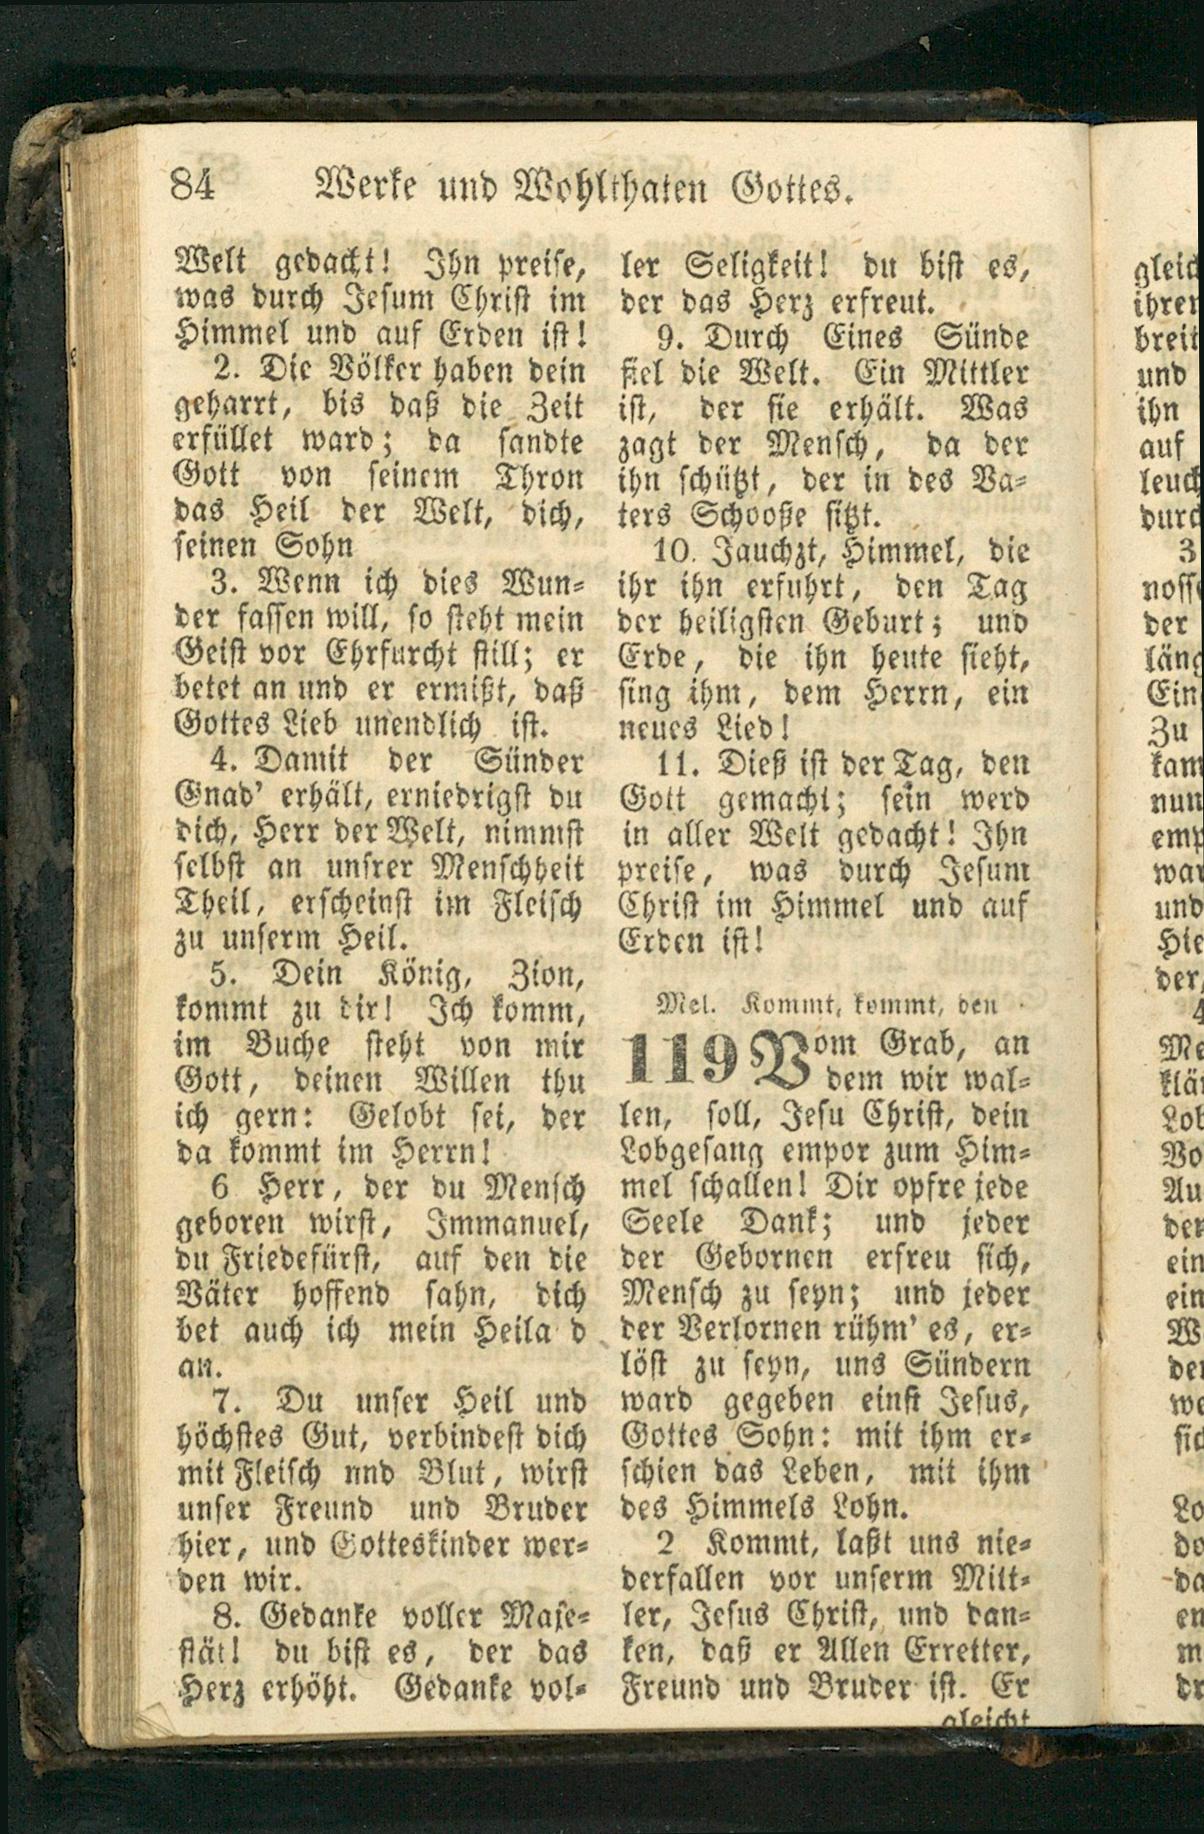 84 Werke und Wohlthaten Gottes.
Welt gedacht! Ihn preise,
was durch Jesum Christ im
Himmel und auf Erden ist!
2. Die Völker haben dein
geharrt, bis daß die Zeit
erfüllet ward; da sandte
Gott von seinem Thron
das Heil der Welt, dich,
seinen Sohn
3. Wenn ich dies Wun-
der fassen will, so steht mein
Geist vor Ehrfurcht still; er
betet an und er ermißt, daß
Gottes Lieb unendlich ist.
4. Damit der Sünder
Gnad' erhält, erniedrigst du
dich, Herr der Welt, nimmst
selbst an unsrer Menschheit
Theil, erscheinst im Fleisch
zu unserm Heil.
5. Dein König, Zion,
kommt zu dir! Ich komm,
im Buche steht von mir
Gott, deinen Willen thu
ich gern: Gelobt sei, der
da kommt im Herrn!
6 Herr, der du Mensch
geboren wirst, Immanuel,
du Friedefürst, auf den die
Väter hoffend sahn, dich
bet auch ich mein Heila d
an.
7. Du unser Heil und
höchstes Gut, verbindest dich
mit Fleisch nnd Blut, wirst
unser Freund und Bruder
hier, und Gotteskinder wer-
den wir.
8. Gedanke voller Maje-
stät! du bist es, der das
Herz erhöht. Gedanke vol-
ler Seligkeit! du bist es,
der das Herz erfreut.
9. Durch Eines Sünde
fiel die Welt. Ein Mittler
ist, der sie erhält. Was
zagt der Mensch, da der
ihn schützt, der in des Va-
ters Schooße sitzt.
10. Jauchzt, Himmel, die
ihr ihn erfuhrt, den Tag
der heiligsten Geburt; und
Erde, die ihn heute sieht,
sing ihm, dem Herrn, ein
neues Lied!
11. Dieß ist der Tag, den
Gott gemacht; sein werd
in aller Welt gedacht! Ihn
preise, was durch Jesum
Christ im Himmel und auf
Erden ist!
Mel. Kommt, kommt, den
119 Vom Grab, an
dem wir wal-
len, soll, Jesu Christ, dein
Lobgesang empor zum Him-
mel schallen! Dir opfre jede
Seele Dank; und jeder
der Gebornen erfreu sich,
Mensch zu seyn; und jeder
der Verlornen rühm' es, er-
löst zu seyn, uns Sündern
ward gegeben einst Jesus,
Gottes Sohn: mit ihm er-
schien das Leben, mit ihm
des Himmels Lohn.
2 Kommt, laßt uns nie-
derfallen vor unserm Mitt-
ler, Jesus Christ, und dan-
ken, daß er Allen Erretter,
Freund und Bruder ist. Er
gleicht